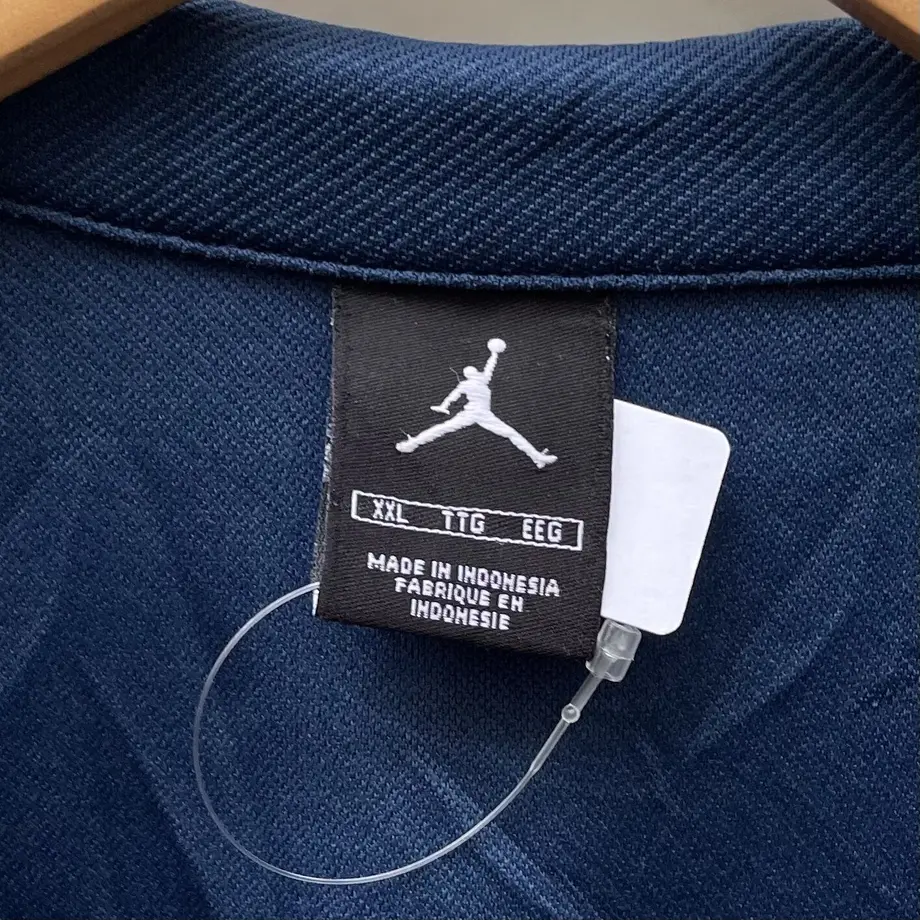 XXL TTG EEG
MADE IN INDONESIA
FABRIQUE EN
INDONESIE